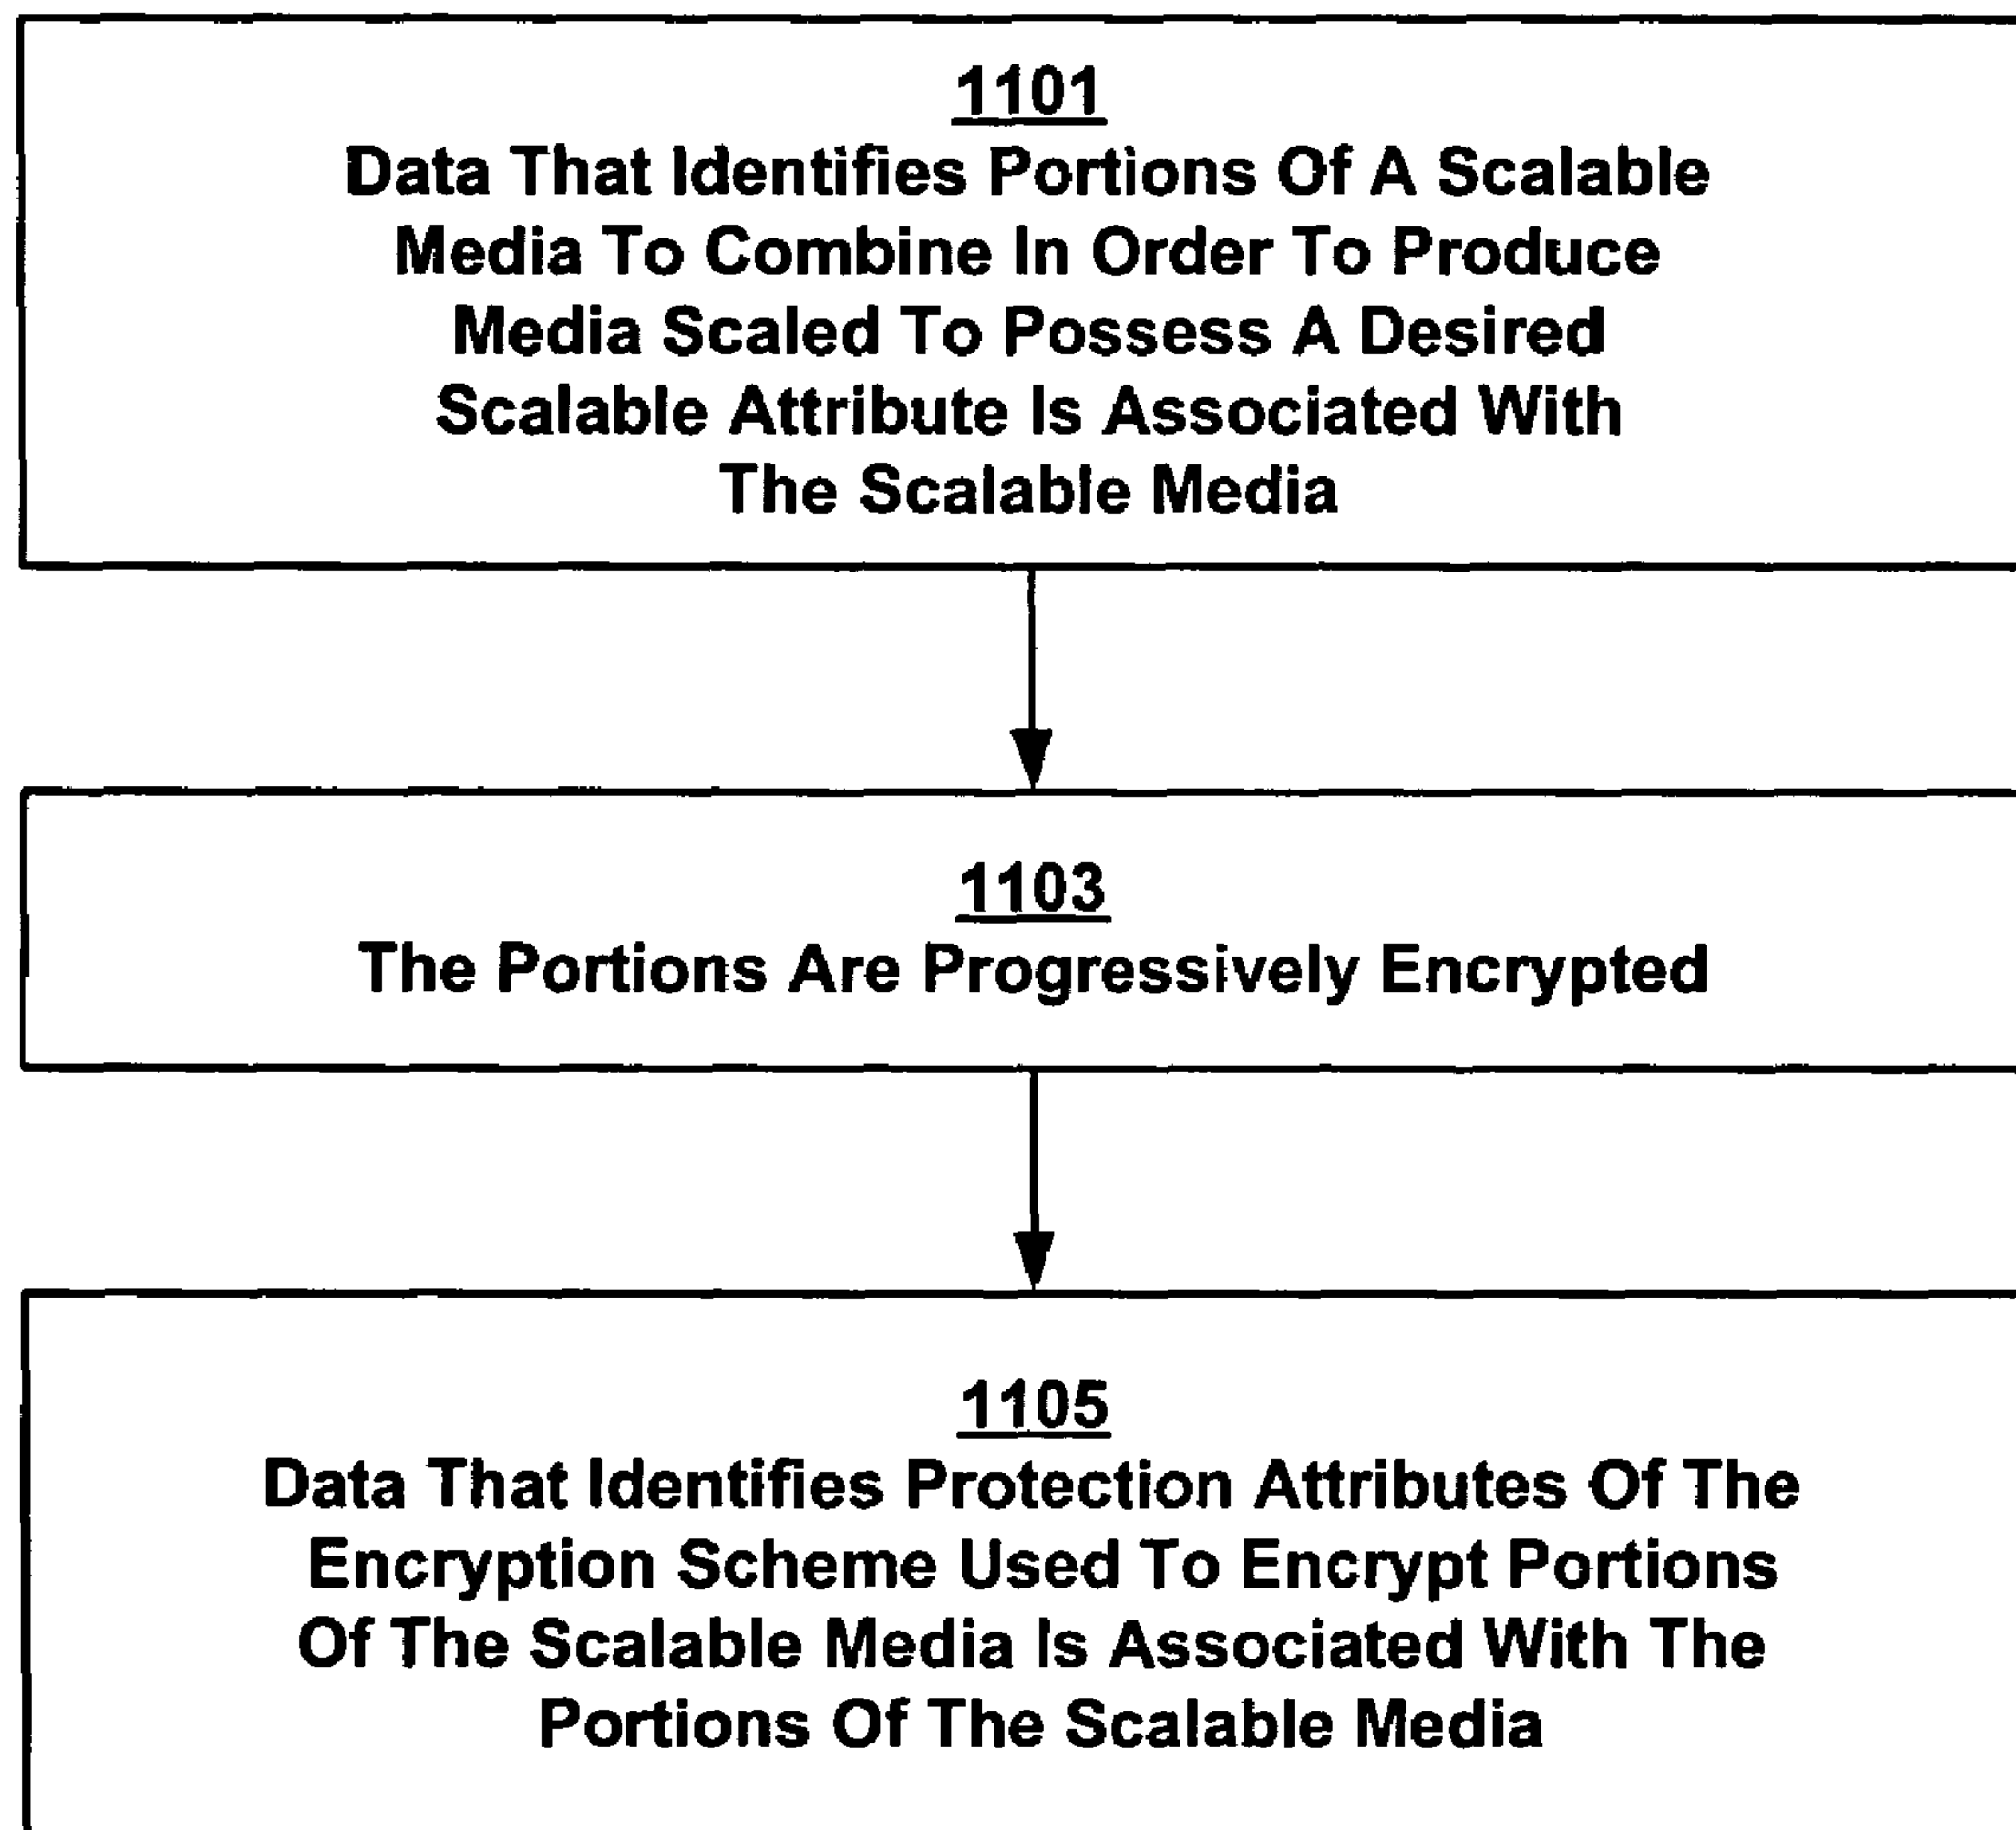 1101
Data That Identifies Portions Of A Scalable
Media To Combine In Order To Produce
Media Scaled To Possess A Desired
Scalable Attribute Is Associated With
The Scalable Media
1103
The Portions Are Progressively Encrypted
1105
Data That Identifies Protection Attributes Of The
Encryption Scheme Used To Encrypt Portions
Of The Scalable Media Is Associated With The
Portions Of The Scalable Media